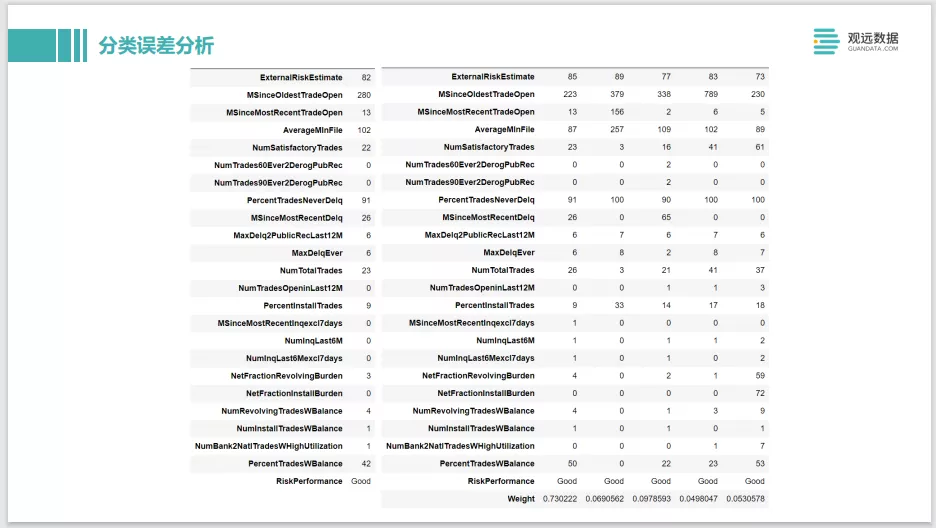 分类误差分析
观远数据
GUANDATA.COM
ExternalRiskEstimate 82
MSinceOldestTradeOpen 280
MSinceMostRecentTradeOpen 13
AverageMInFile 102
NumSatisfactoryTrades 22
NumTrades60Ever2DerogPubRec 0
NumTrades90Ever2DerogPubRec 0
PercentTradesNeverDelq 91
MSinceMostRecentDelq 26
MaxDelq2PublicRecLast12M 6
MaxDelqEver 6
NumTotalTrades 23
NumTradesOpeninLast12M 0
PercentInstallTrades 9
MSinceMostRecentInqexcl7days 0
NumInqLast6M 0
NumInqLast6Mexcl7days 0
NetFractionRevolvingBurden 3
NetFractionInstallBurden 0
NumRevolvingTradesWBalance 4
NumInstallTradesWBalance 1
NumBank2NatlTradesWHighUtilization 1
PercentTradesWBalance 42
RiskPerformance Good
ExternalRiskEstimate 85 89 77 83 73
MSinceOldestTradeOpen 223 379 338 789 230
MSinceMostRecentTradeOpen 13 156 2 6 5
AverageMInFile 87 257 109 102 89
NumSatisfactoryTrades 23 3 16 41 61
NumTrades60Ever2DerogPubRec 0 0 2 0 0
NumTrades90Ever2DerogPubRec 0 0 2 0 0
PercentTradesNeverDelq 91 100 90 100 100
MSinceMostRecentDelq 26 0 65 0 0
MaxDelq2PublicRecLast12M 6 7 6 7 6
MaxDelqEver 6 8 2 8 7
NumTotalTrades 26 3 21 41 37
NumTradesOpeninLast12M 0 0 1 1 3
PercentInstallTrades 9 33 14 17 18
MSinceMostRecentInqexcl7days 1 0 0 0 0
NumInqLast6M 1 0 1 1 2
NumInqLast6Mexcl7days 1 0 1 0 2
NetFractionRevolvingBurden 4 0 2 1 59
NetFractionInstallBurden 0 0 0 0 72
NumRevolvingTradesWBalance 4 0 1 3 9
NumInstallTradesWBalance 1 0 1 0 1
NumBank2NatlTradesWHighUtilization 0 0 0 1 7
PercentTradesWBalance 50 0 22 23 53
RiskPerformance Good Good Good Good Good
Weight 0.730222 0.0690562 0.0978593 0.0498047 0.0530578